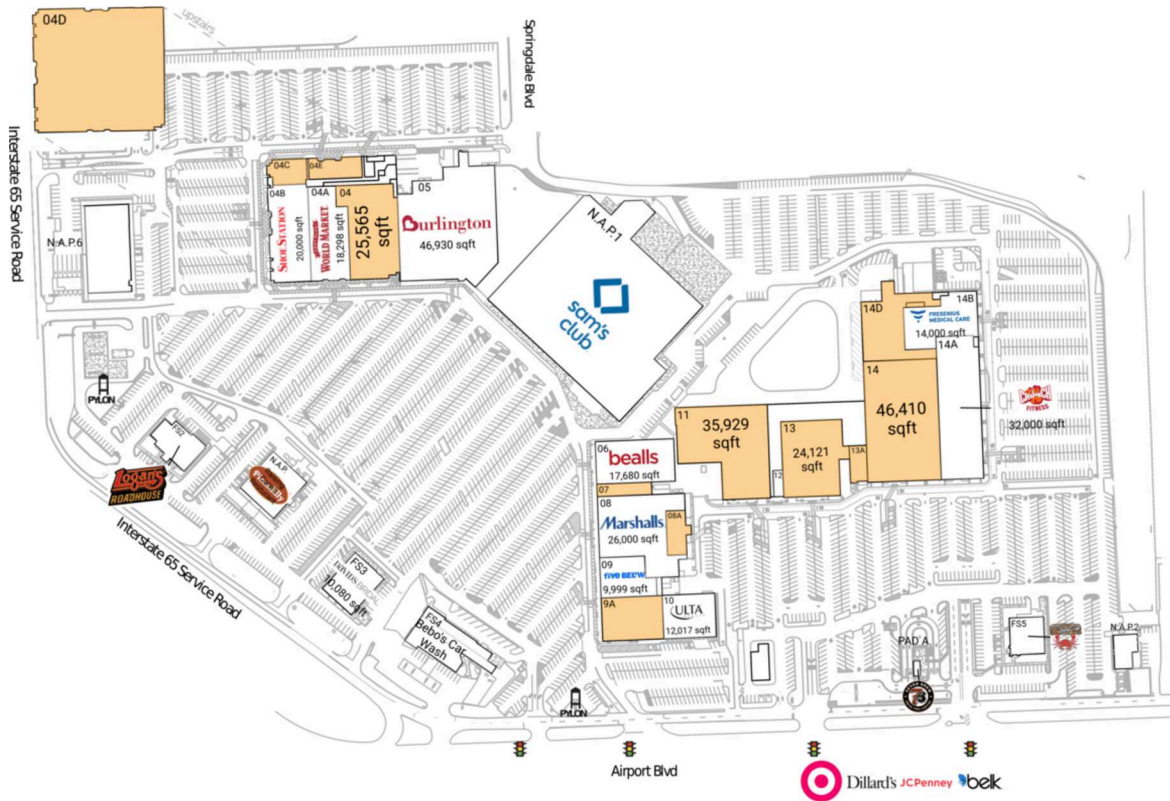 04D
upstairs
Springdale Blvd
Interstate 65 Service Road
N.A.P.6
04C
04E
04B
SHOE STATION
20,000 sqft
04A
WORLD MARKET
18,298 sqft
04
25,565
sqft
05
Burlington
46,930 sqft
N.A.P.1
sam's
club
14D
14B
FRESENIUS
MEDICAL CARE
14,000 sqft
14A
14
46,410
sqft
CRUNCH
FITNESS
32,000 sqft
11
35,929
sqft
13
24,121
sqft
13A
12
06
bealls
17,680 sqft
07
08
08A
Marshalls
26,000 sqft
09
five BELOW
9,999 sqft
9A
10
ULTA
12,017 sqft
PYLON
FS2
Logan's
ROADHOUSE
N.A.P
Piccadilly
Interstate 65 Service Road
FS3
10,080 sqft
FS4
Bebo's Car
Wash
PYLON
PAD A
FS5
N.A.P.2
Airport Blvd
Dillard's JCPenney belk